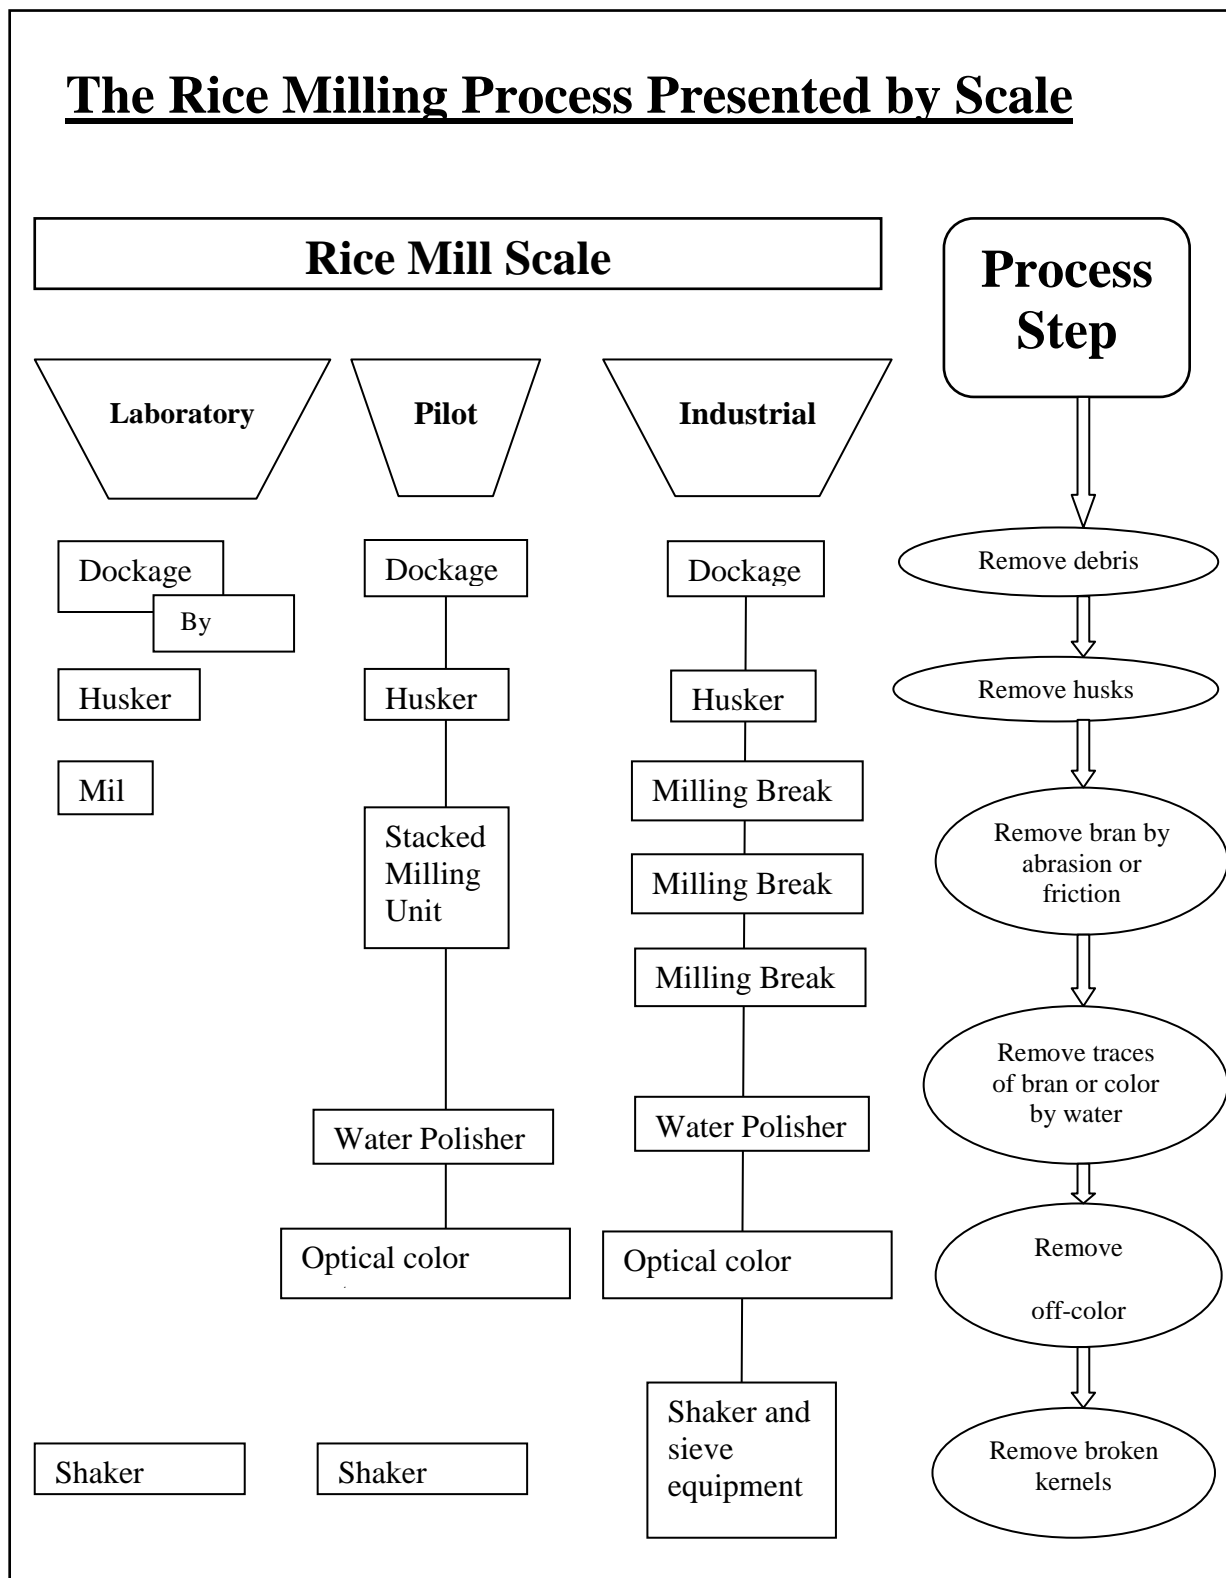 The Rice Milling Process Presented by Scale
Rice Mill Scale
Process
Step
Laboratory
Pilot
Industrial
Dockage
By
Dockage
Dockage
Remove debris
Husker
Husker
Husker
Remove husks
Mil
Stacked
Milling
Unit
Milling Break
Milling Break
Milling Break
Remove bran by
abrasion or
friction
Water Polisher
Water Polisher
Remove traces
of bran or color
by water
Optical color
Optical color
Remove
off-color
Shaker
Shaker
Shaker and
sieve
equipment
Remove broken
kernels